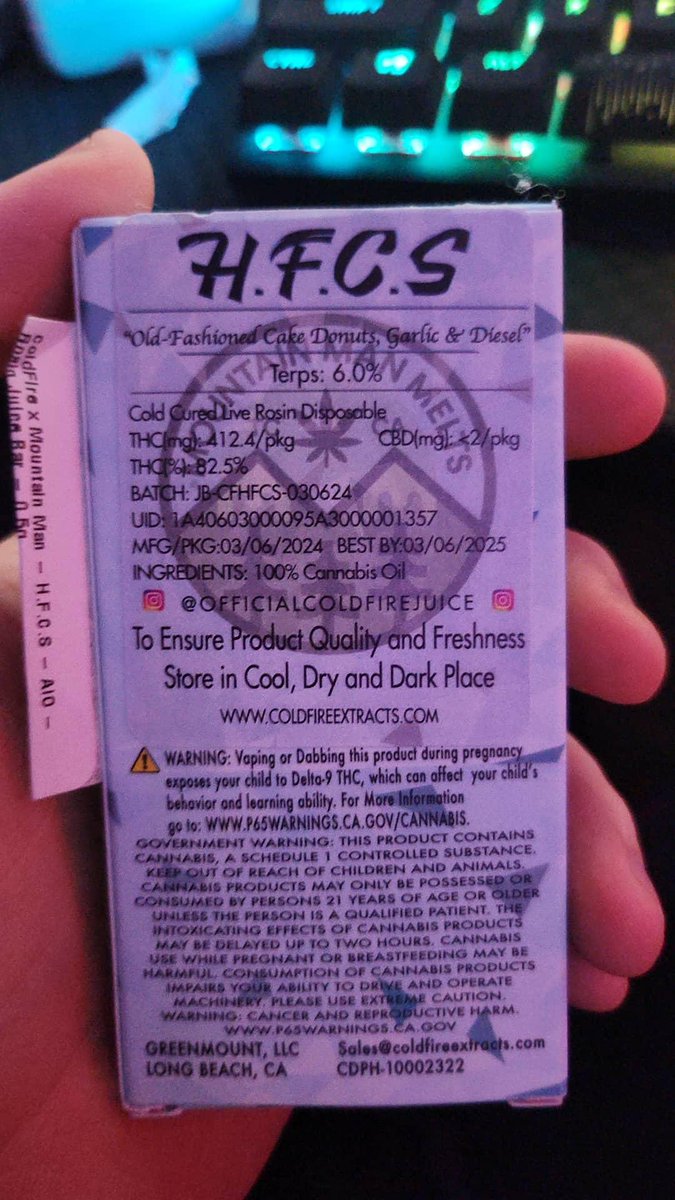 H.F.C.S
"Old-Fashioned Cake Donuts, Garlic & Diesel"
Terps: 6.0%
MOUNTAIN MAN MELTS
Cold Cured Live Rosin Disposable
THC(mg): 412.4/pkg CBD(mg): <2/pkg
THC(%): 82.5%
BATCH: JB-CFHFCS-030624
UID: 1A40603000095A3000001357
MFG/PKG:03/06/2024 BEST BY:03/06/2025
INGREDIENTS: 100% Cannabis Oil
@OFFICIALCOLDFIREJUICE
To Ensure Product Quality and Freshness
Store in Cool, Dry and Dark Place
WWW.COLDFIREEXTRACTS.COM
WARNING: Vaping or Dabbing this product during pregnancy
exposes your child to Delta-9 THC, which can affect your child's
behavior and learning ability. For More Information
go to: WWW.P65WARNINGS.CA.GOV/CANNABIS.
GOVERNMENT WARNING: THIS PRODUCT CONTAINS
CANNABIS, A SCHEDULE 1 CONTROLLED SUBSTANCE.
KEEP OUT OF REACH OF CHILDREN AND ANIMALS.
CANNABIS PRODUCTS MAY ONLY BE POSSESSED OR
CONSUMED BY PERSONS 21 YEARS OF AGE OR OLDER
UNLESS THE PERSON IS A QUALIFIED PATIENT. THE
INTOXICATING EFFECTS OF CANNABIS PRODUCTS
MAY BE DELAYED UP TO TWO HOURS. CANNABIS
USE WHILE PREGNANT OR BREASTFEEDING MAY BE
HARMFUL. CONSUMPTION OF CANNABIS PRODUCTS
IMPAIRS YOUR ABILITY TO DRIVE AND OPERATE
MACHINERY. PLEASE USE EXTREME CAUTION.
WARNING: CANCER AND REPRODUCTIVE HARM.
WWW.P65WARNINGS.CA.GOV
GREENMOUNT, LLC Sales@coldfireextracts.com
LONG BEACH, CA CDPH-10002322
Coldfire x Mountain Man - H.F.C.S - AIO -
Juice Bar - 0.5g